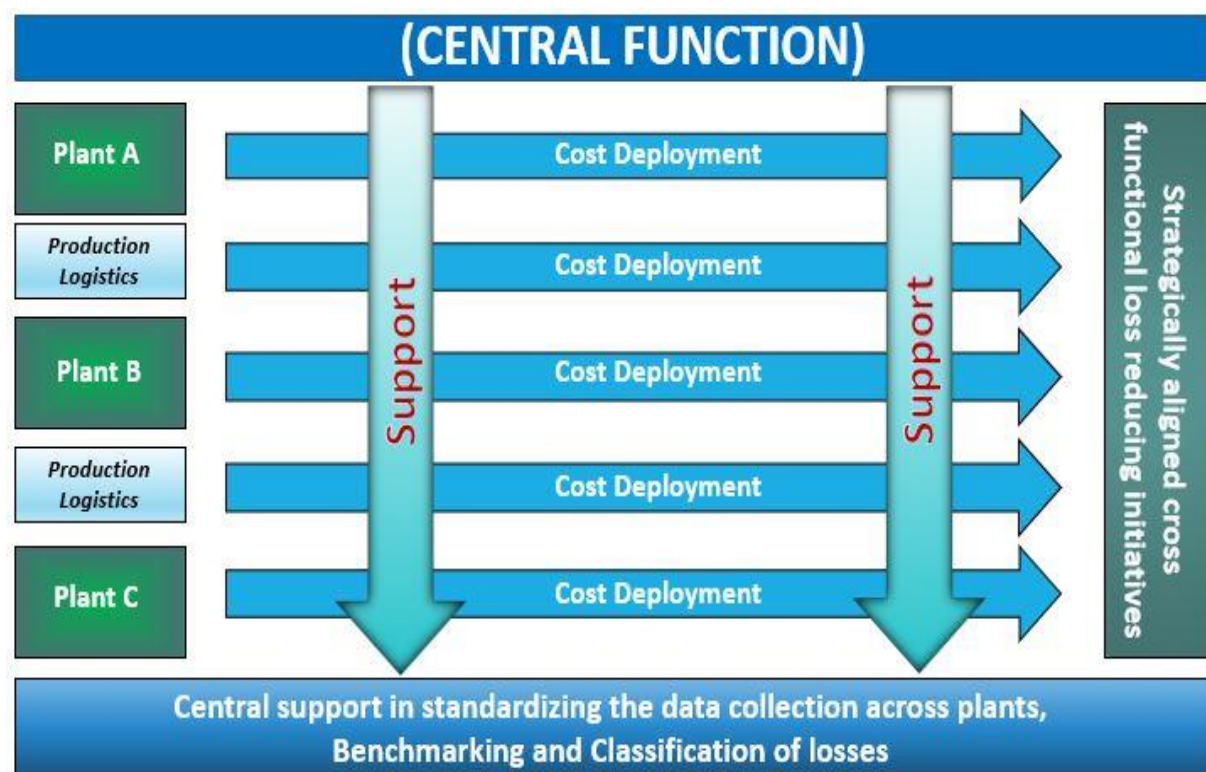 (CENTRAL FUNCTION)
Plant A
Cost Deployment
Production
Logistics
Cost Deployment
Plant B
Cost Deployment
Production
Logistics
Cost Deployment
Plant C
Cost Deployment
Support
Support
Strategically aligned cross
functional loss reducing initiatives
Central support in standardizing the data collection across plants,
Benchmarking and Classification of losses